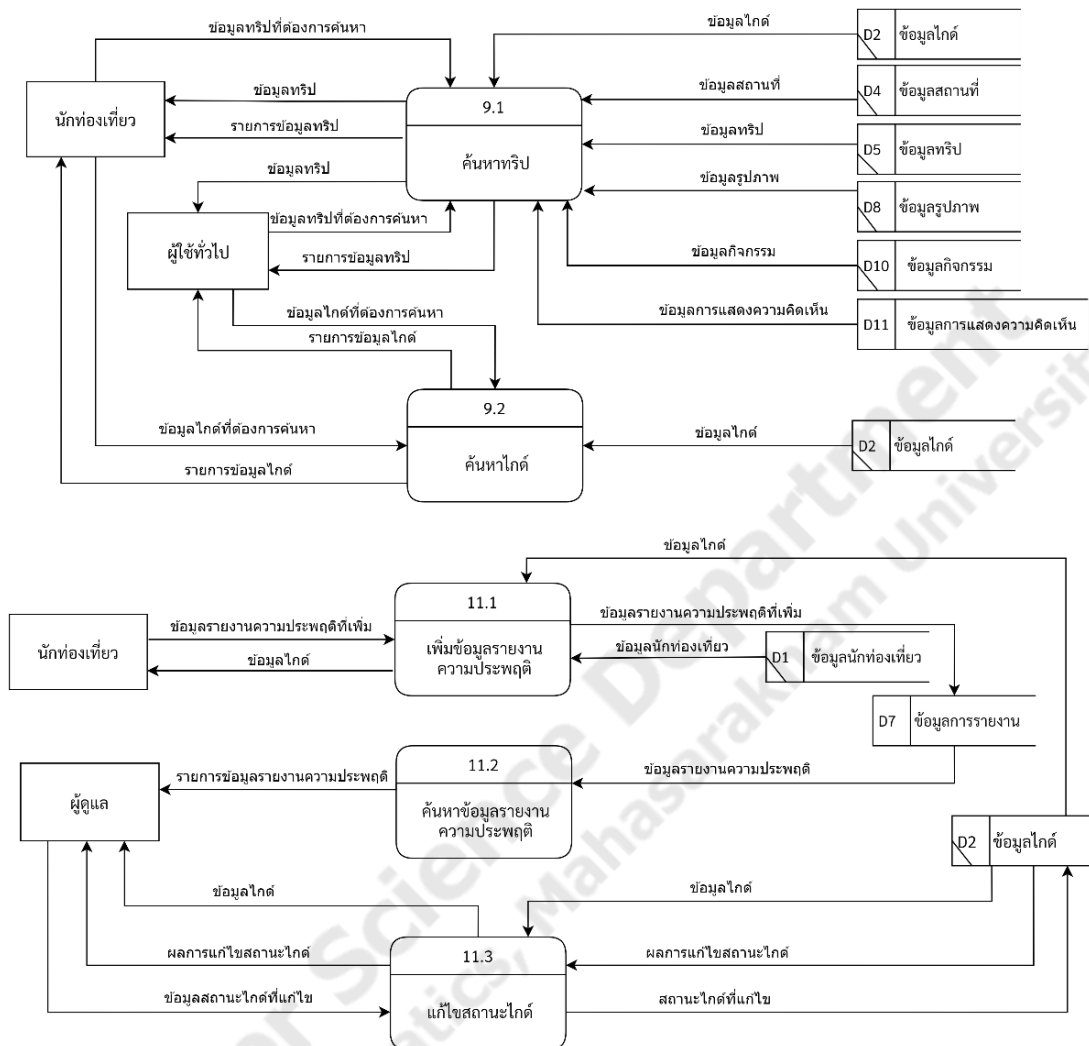 ข้อมูลไกด์
D2 ข้อมูลไกด์
ข้อมูลทริปที่ต้องการค้นหา
นักท่องเที่ยว
ข้อมูลทริป
รายการข้อมูลทริป
9.1
ค้นหาทริป
ข้อมูลสถานที่
D4 ข้อมูลสถานที่
ข้อมูลทริป
D5 ข้อมูลทริป
ข้อมูลรูปภาพ
D8 ข้อมูลรูปภาพ
ข้อมูลทริป
ข้อมูลทริปที่ต้องการค้นหา
ผู้ใช้ทั่วไป
รายการข้อมูลทริป
ข้อมูลกิจกรรม
D10 ข้อมูลกิจกรรม
ข้อมูลการแสดงความคิดเห็น
D11 ข้อมูลการแสดงความคิดเห็น
ข้อมูลไกด์ที่ต้องการค้นหา
รายการข้อมูลไกด์
9.2
ค้นหาไกด์
ข้อมูลไกด์ที่ต้องการค้นหา
รายการข้อมูลไกด์
ข้อมูลไกด์
D2 ข้อมูลไกด์
ข้อมูลไกด์
นักท่องเที่ยว
ข้อมูลรายงานความประพฤติที่เพิ่ม
ข้อมูลไกด์
11.1
เพิ่มข้อมูลรายงาน
ความประพฤติ
ข้อมูลรายงานความประพฤติที่เพิ่ม
ข้อมูลนักท่องเที่ยว
D1 ข้อมูลนักท่องเที่ยว
D7 ข้อมูลการรายงาน
ผู้ดูแล
รายการข้อมูลรายงานความประพฤติ
11.2
ค้นหาข้อมูลรายงาน
ความประพฤติ
ข้อมูลรายงานความประพฤติ
D2 ข้อมูลไกด์
ข้อมูลไกด์
ข้อมูลไกด์
ผลการแก้ไขสถานะไกด์
11.3
แก้ไขสถานะไกด์
ผลการแก้ไขสถานะไกด์
ข้อมูลสถานะไกด์ที่แก้ไข
สถานะไกด์ที่แก้ไข
er Science Department
atics, Mahasarakham Universit